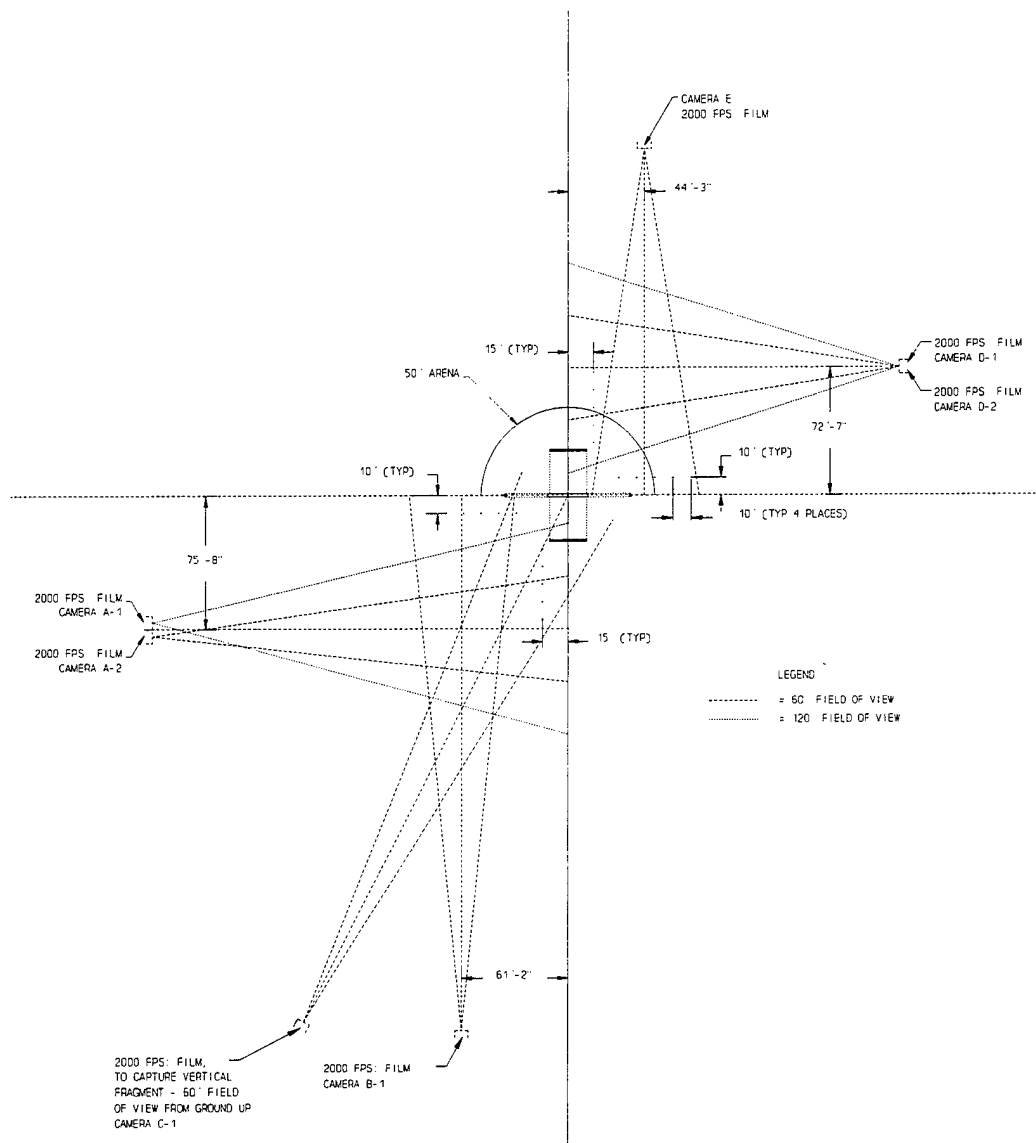 CAMERA E
2000 FPS FILM
44'-3"
15' (TYP)
2000 FPS FILM
CAMERA D-1
50' ARENA
2000 FPS FILM
CAMERA D-2
72'-7"
10' (TYP)
10' (TYP)
10' (TYP 4 PLACES)
75'-8"
2000 FPS FILM
CAMERA A-1
2000 FPS FILM
CAMERA A-2
15' (TYP)
LEGEND
= 60' FIELD OF VIEW
= 120' FIELD OF VIEW
61'-2"
2000 FPS: FILM,
TO CAPTURE VERTICAL
FRAGMENT - 60' FIELD
OF VIEW FROM GROUND UP
CAMERA C-1
2000 FPS: FILM
CAMERA B-1